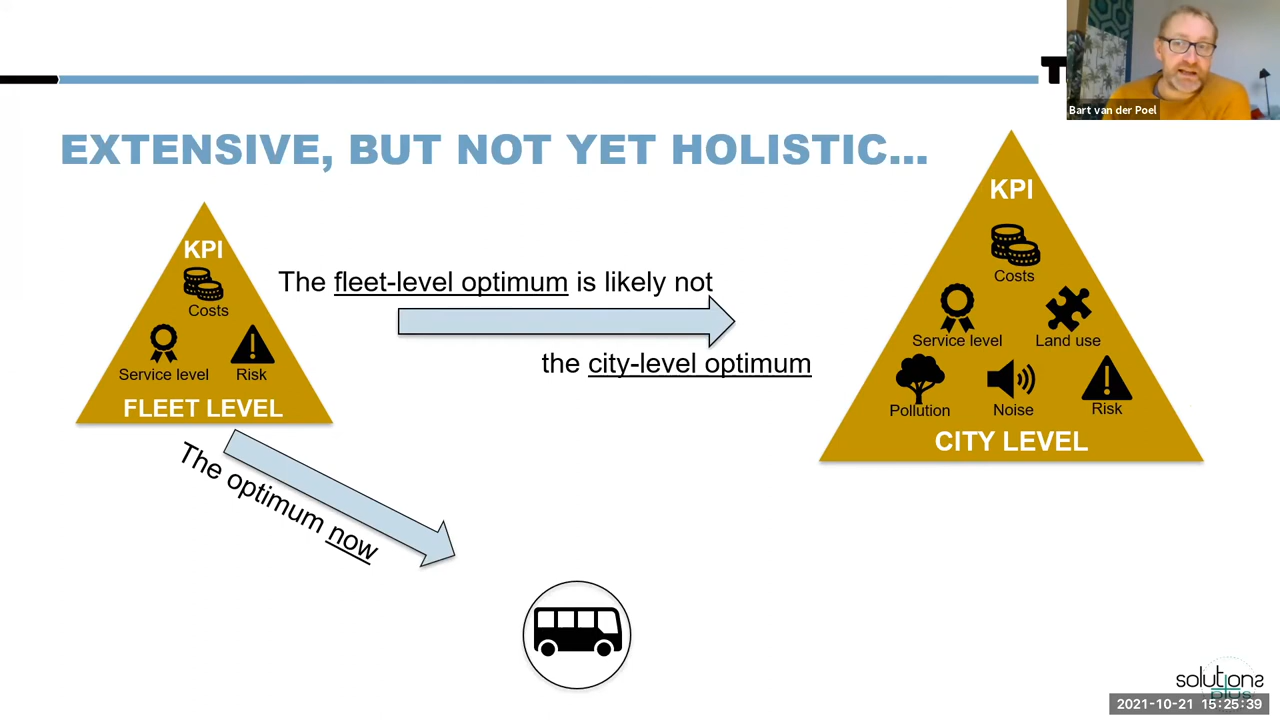 Bart van der Poel
EXTENSIVE, BUT NOT YET HOLISTIC...
KPI
Costs
Service level
Risk
FLEET LEVEL
The fleet-level optimum is likely not
the city-level optimum
The optimum now
KPI
Costs
Service level
Land use
Pollution
Noise
Risk
CITY LEVEL
solutions
plus
2021-10-21 15:25:39